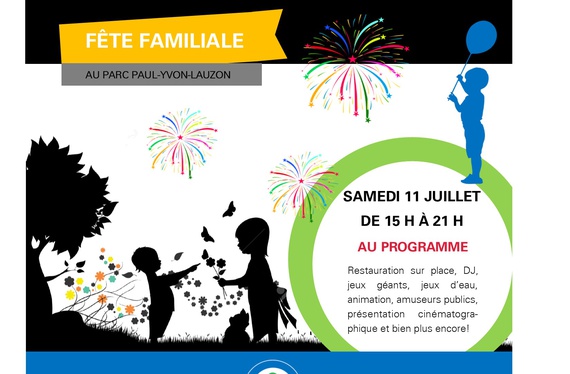 FÊTE FAMILIALE
AU PARC PAUL-YVON-LAUZON
SAMEDI 11 JUILLET
DE 15 H À 21 H
AU PROGRAMME
Restauration sur place, DJ,
jeux géants, jeux d'eau,
animation, amuseurs publics,
présentation cinématogra-
phique et bien plus encore!